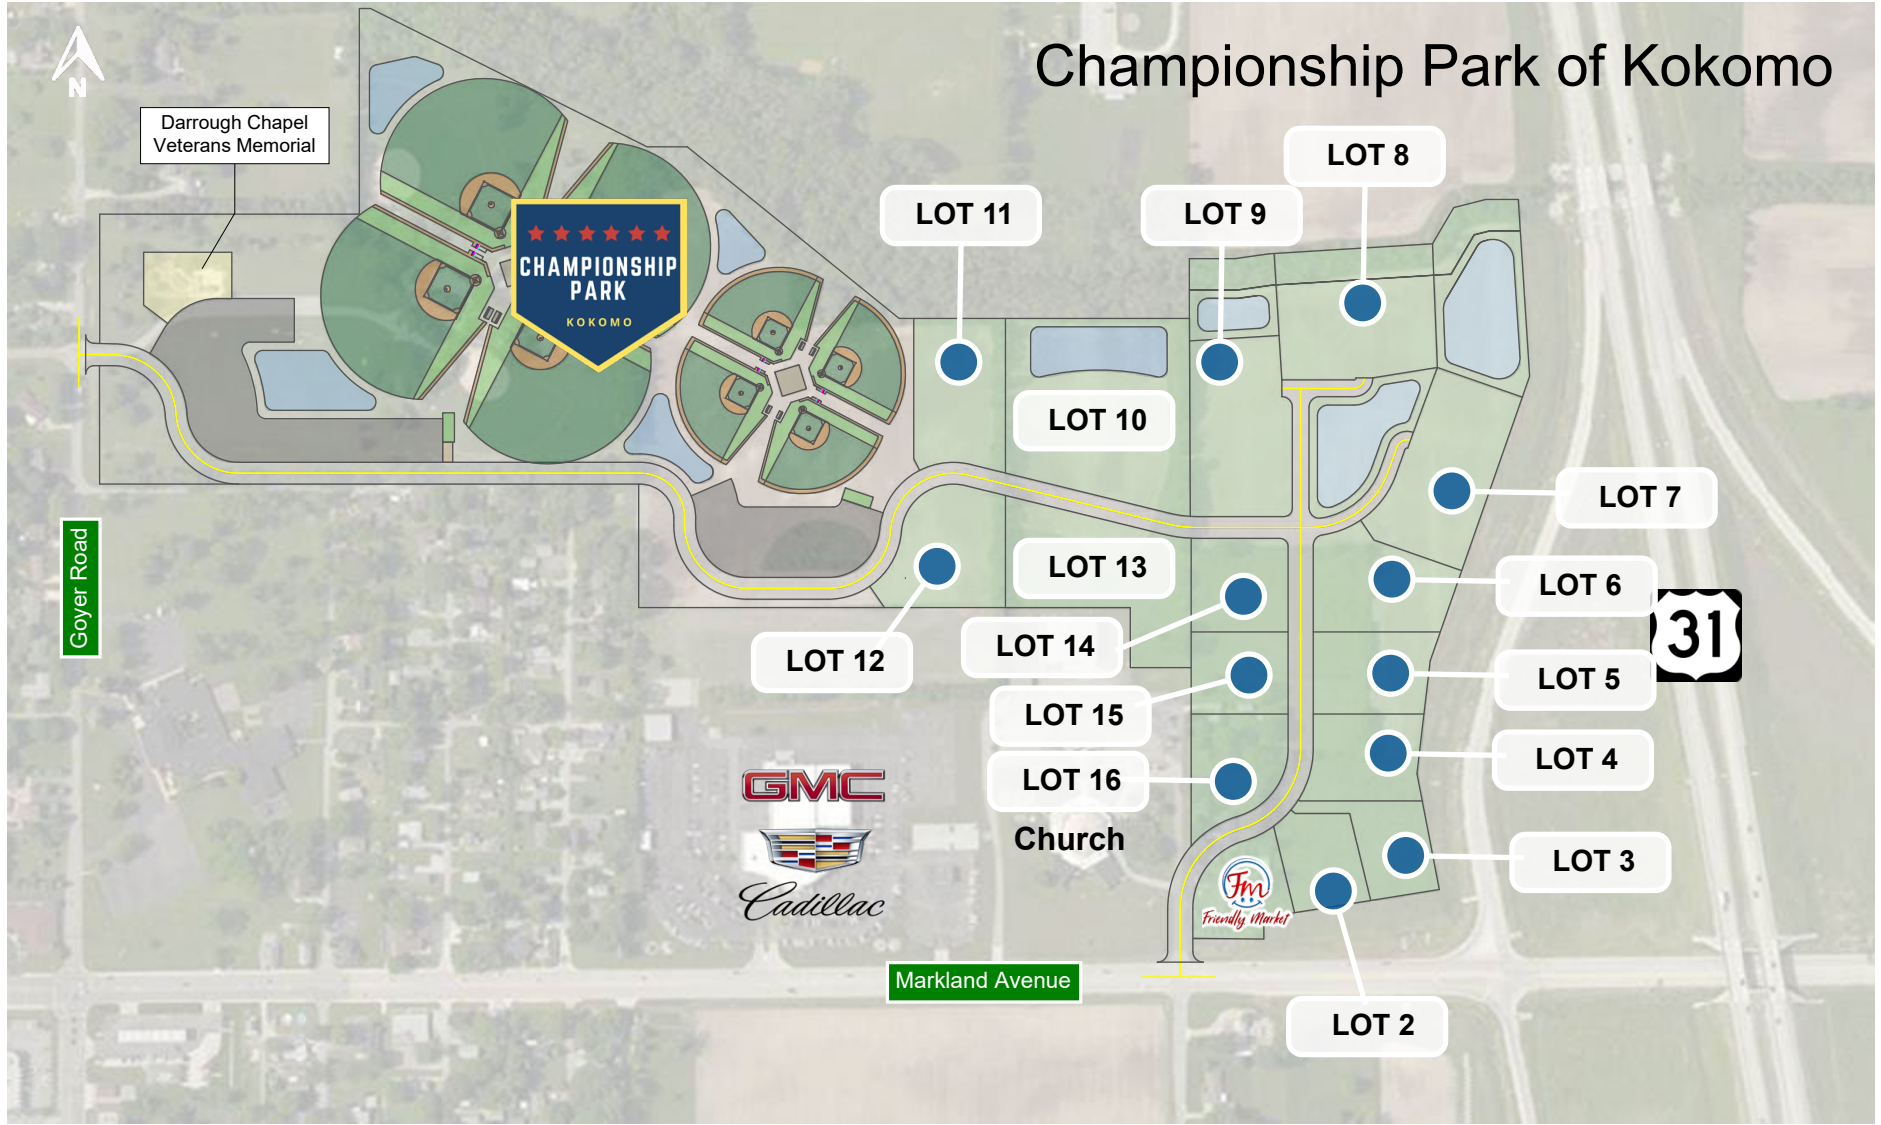 Championship Park of Kokomo
N
Darrough Chapel
Veterans Memorial
CHAMPIONSHIP
PARK
KOKOMO
LOT 8
LOT 11
LOT 9
LOT 10
LOT 7
Goyer Road
LOT 13
LOT 6
31
LOT 12
LOT 14
LOT 5
LOT 15
LOT 4
LOT 16
GMC
Church
Cadillac
LOT 3
Fm
Friendly Market
Markland Avenue
LOT 2